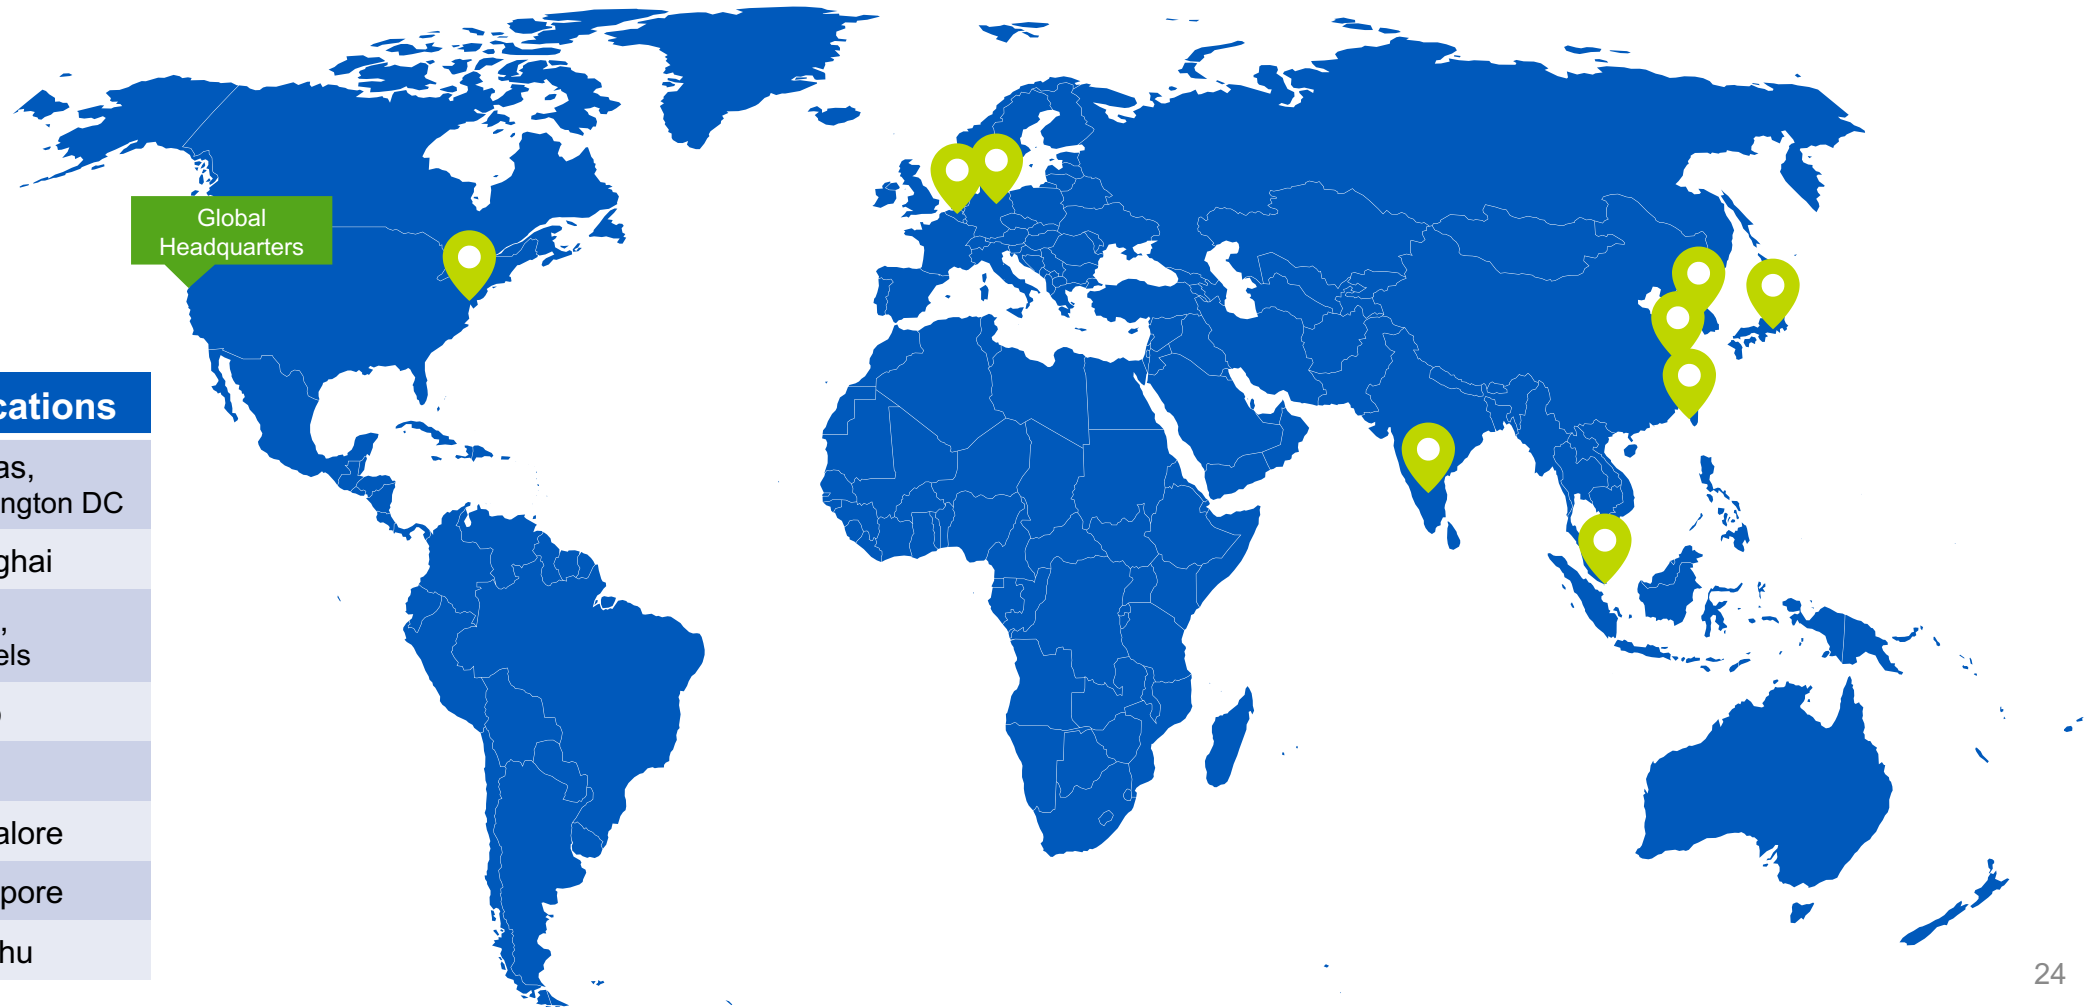 Global
Headquarters
cations
as,
ngton DC
ghai
,
els
o
alore
pore
hu
24